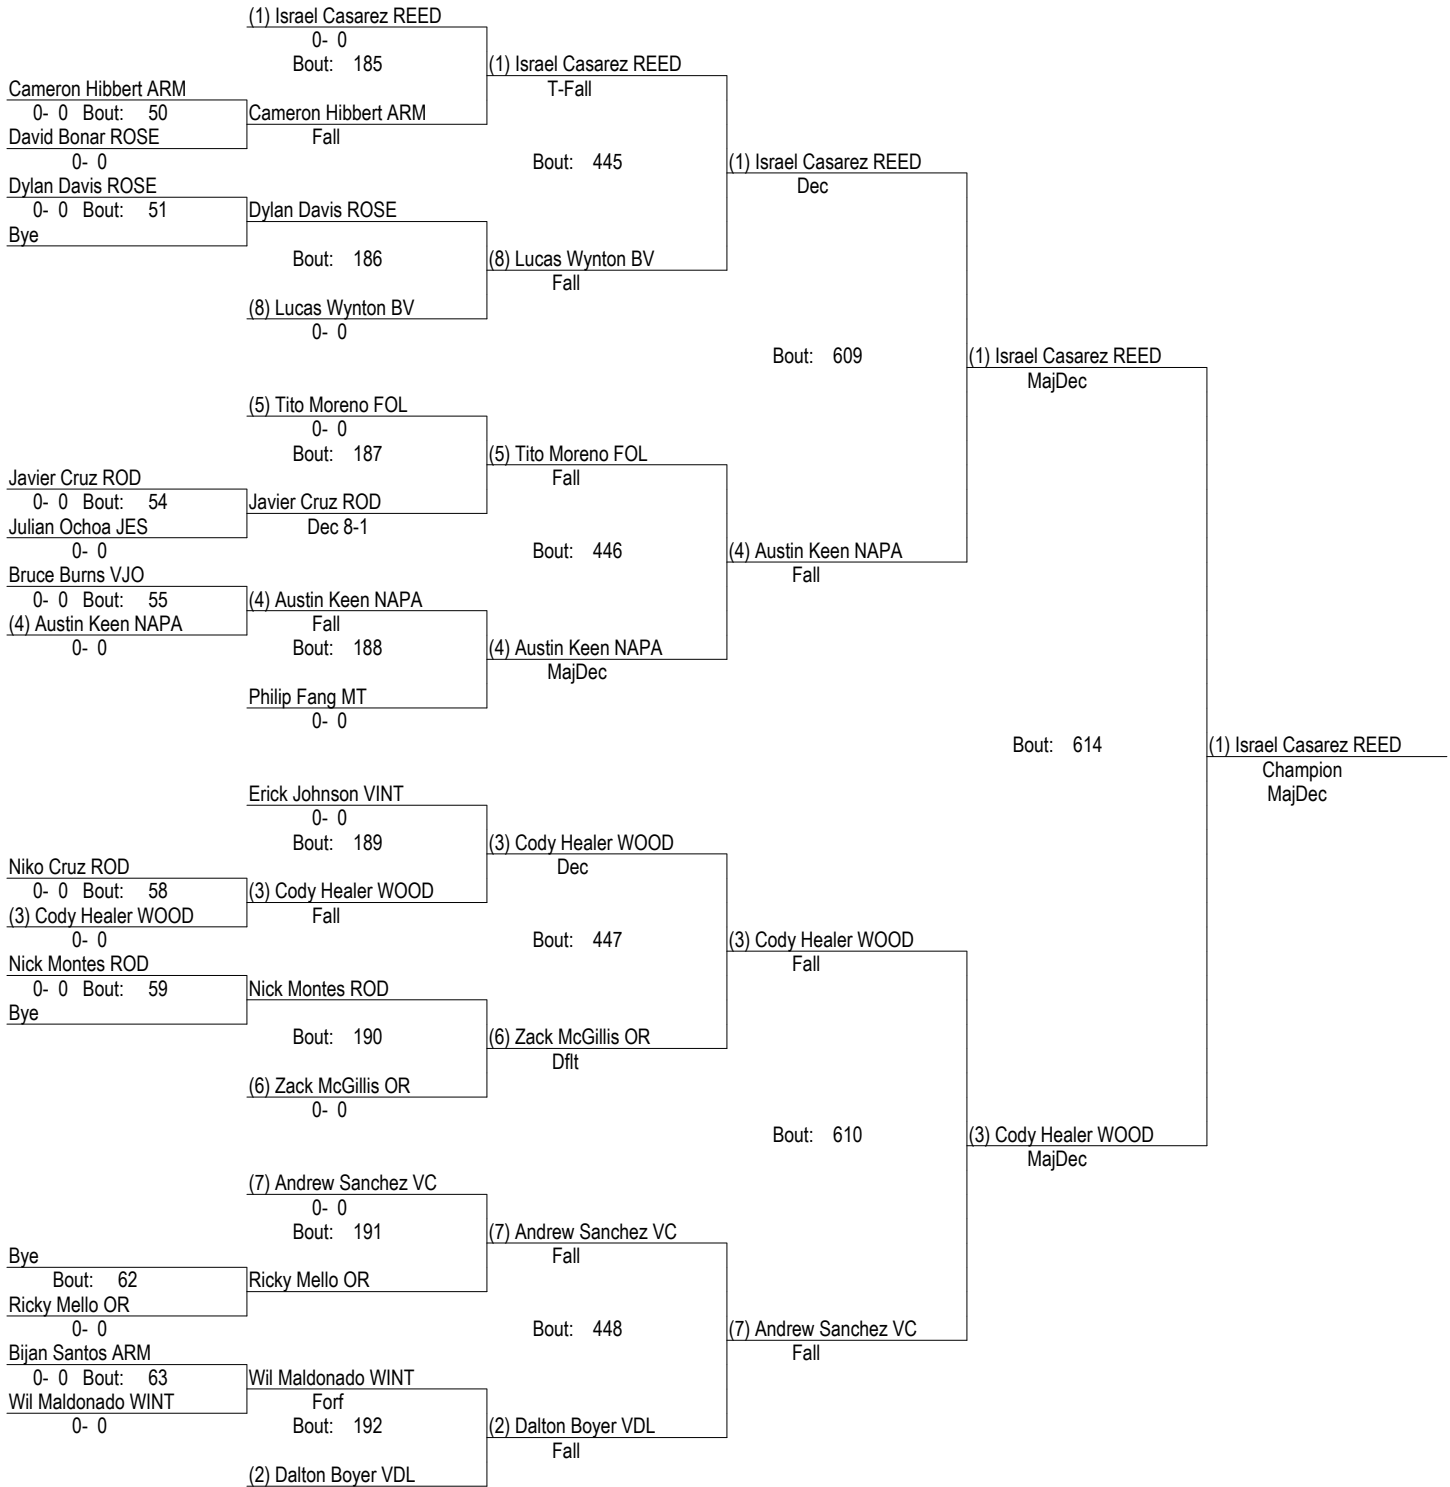 (1) Israel Casarez REED
0- 0
Bout: 185
(1) Israel Casarez REED
T-Fall
Cameron Hibbert ARM
0- 0 Bout: 50
Cameron Hibbert ARM
Fall
David Bonar ROSE
0- 0
Bout: 445
(1) Israel Casarez REED
Dec
Dylan Davis ROSE
0- 0 Bout: 51
Dylan Davis ROSE
Bye
Bout: 186
(8) Lucas Wynton BV
Fall
(8) Lucas Wynton BV
0- 0
Bout: 609
(1) Israel Casarez REED
MajDec
(5) Tito Moreno FOL
0- 0
Bout: 187
(5) Tito Moreno FOL
Fall
Javier Cruz ROD
0- 0 Bout: 54
Javier Cruz ROD
Dec 8-1
Julian Ochoa JES
0- 0
Bout: 446
(4) Austin Keen NAPA
Fall
Bruce Burns VJO
0- 0 Bout: 55
(4) Austin Keen NAPA
Fall
(4) Austin Keen NAPA
0- 0
Bout: 188
(4) Austin Keen NAPA
MajDec
Philip Fang MT
0- 0
Bout: 614
(1) Israel Casarez REED
Champion
MajDec
Erick Johnson VINT
0- 0
Bout: 189
(3) Cody Healer WOOD
Dec
Niko Cruz ROD
0- 0 Bout: 58
(3) Cody Healer WOOD
Fall
(3) Cody Healer WOOD
0- 0
Bout: 447
(3) Cody Healer WOOD
Fall
Nick Montes ROD
0- 0 Bout: 59
Nick Montes ROD
Bye
Bout: 190
(6) Zack McGillis OR
Dflt
(6) Zack McGillis OR
0- 0
Bout: 610
(3) Cody Healer WOOD
MajDec
(7) Andrew Sanchez VC
0- 0
Bout: 191
(7) Andrew Sanchez VC
Fall
Bye
Bout: 62
Ricky Mello OR
Ricky Mello OR
0- 0
Bout: 448
(7) Andrew Sanchez VC
Fall
Bijan Santos ARM
0- 0 Bout: 63
Wil Maldonado WINT
Forf
Wil Maldonado WINT
0- 0
Bout: 192
(2) Dalton Boyer VDL
Fall
(2) Dalton Boyer VDL